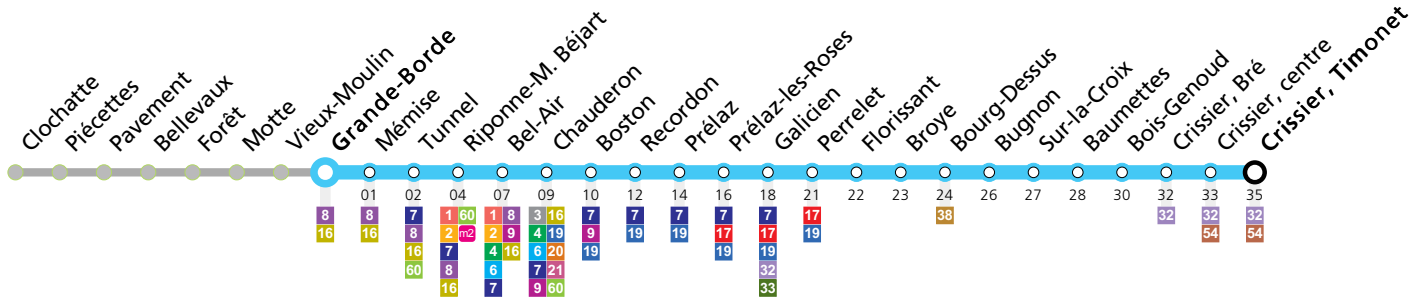 Clochatte
Piécettes
Pavement
Bellevaux
Forêt
Motte
Vieux-Moulin
Grande-Borde
Mémise
Tunnel
Riponne-M. Béjart
Bel-Air
Chauderon
Boston
Recordon
Prélaz
Prélaz-les-Roses
Galicien
Perrelet
Florissant
Broye
Bourg-Dessus
Bugnon
Sur-la-Croix
Baumettes
Bois-Genoud
Crissier, Bré
Crissier, centre
Crissier, Timonet
01 02 04 07 09 10 12 14 16 18 21 22 23 24 26 27 28 30 32 33 35
8 8 7 1 60 1 8 3 16 7 7 7 7 7 17 38 32 32 32
16 16 8 2 m2 2 9 4 19 9 19 19 17 17 19 54 54
16 7 4 16 6 20 19 19 19
60 8 6 7 21 32
16 7 9 60 33